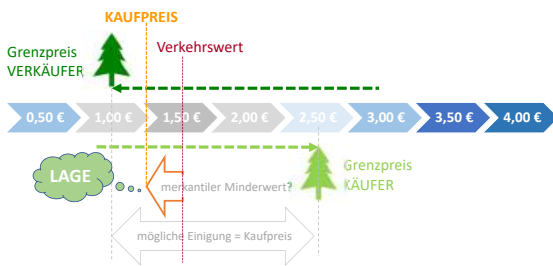 KAUFPREIS
Verkehrswert
Grenzpreis
VERKÄUFER
0,50 € 1,00 € 1,50 € 2,00 € 2,50 € 3,00 € 3,50 € 4,00 €
LAGE
merkantiler Minderwert?
Grenzpreis
KÄUFER
mögliche Einigung = Kaufpreis